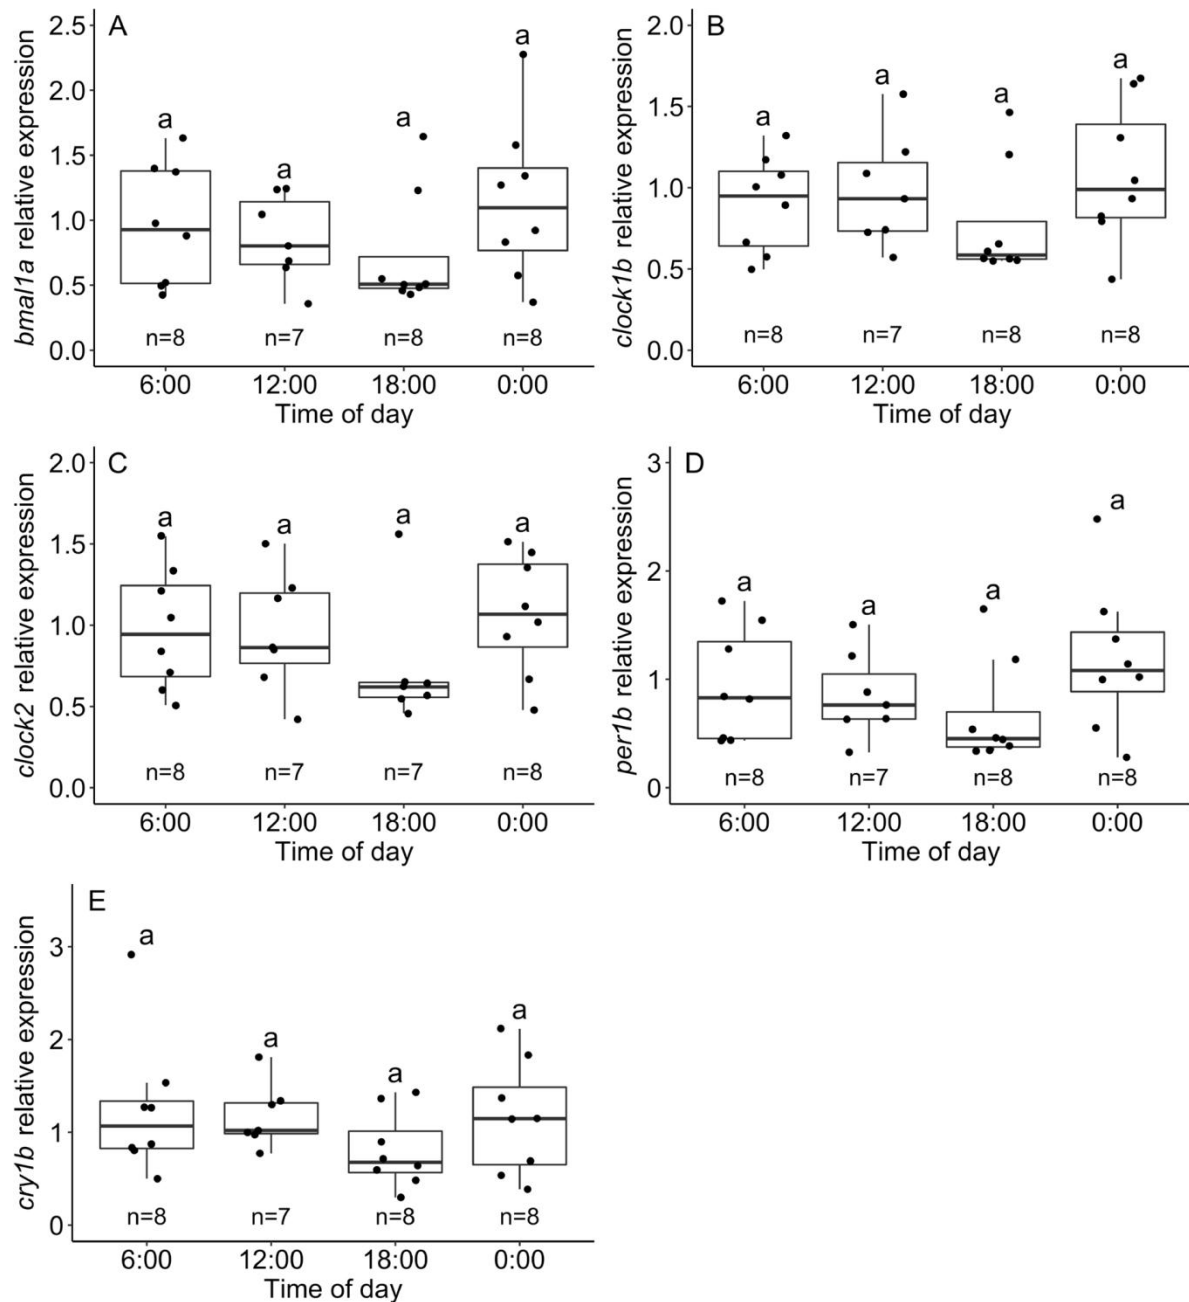 A
bmal1a relative expression
2.5
2.0
1.5
1.0
0.5
0.0
a
a
a
a
n=8
n=7
n=8
n=8
6:00
12:00
18:00
0:00
Time of day
B
clock1b relative expression
2.0
1.5
1.0
0.5
0.0
a
a
a
a
n=8
n=7
n=8
n=8
6:00
12:00
18:00
0:00
Time of day
C
clock2 relative expression
2.0
1.5
1.0
0.5
0.0
a
a
a
a
n=8
n=7
n=7
n=8
6:00
12:00
18:00
0:00
Time of day
D
per1b relative expression
3
2
1
0
a
a
a
a
n=8
n=7
n=8
n=8
6:00
12:00
18:00
0:00
Time of day
E
cry1b relative expression
3
2
1
0
a
a
a
a
n=8
n=7
n=8
n=8
6:00
12:00
18:00
0:00
Time of day